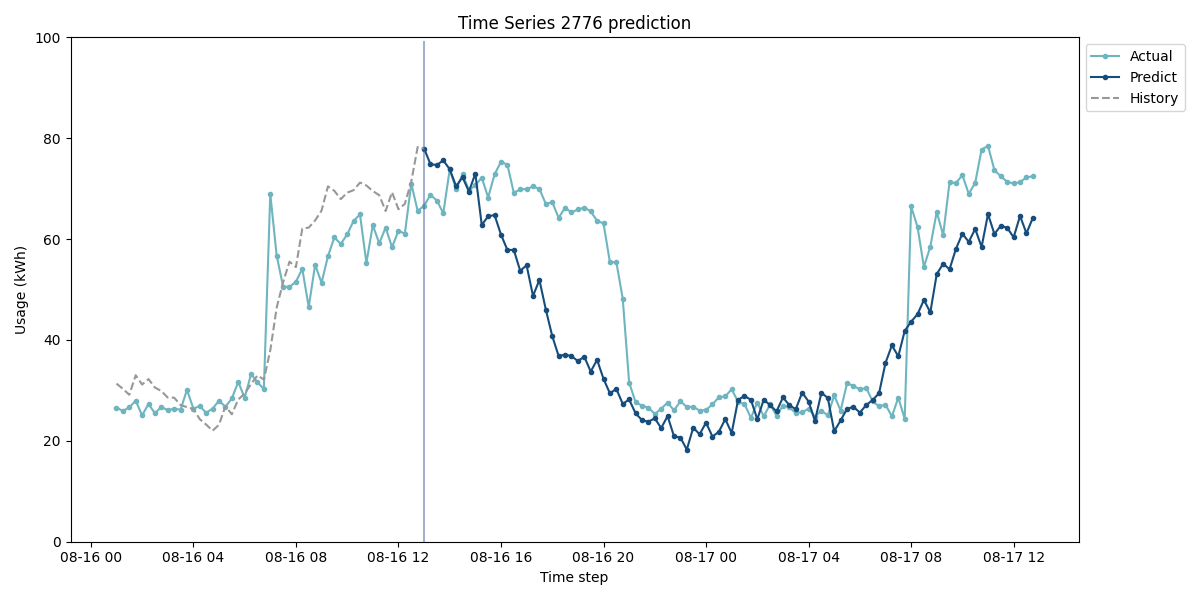 Time Series 2776 prediction
100
80
60
40
20
0
Usage (kWh)
08-16 00
08-16 04
08-16 08
08-16 12
08-16 16
08-16 20
08-17 00
08-17 04
08-17 08
08-17 12
Time step
Actual
Predict
History